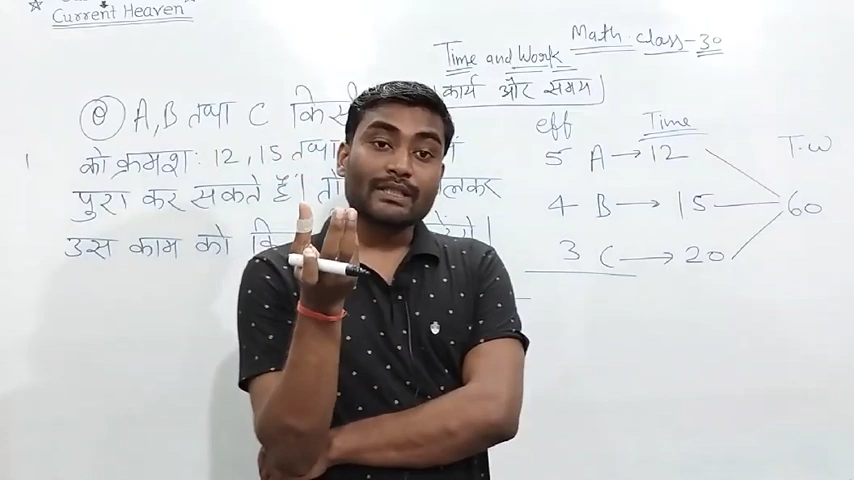 Current Heaven
Math class-30
Time and Work
कार्य और समय
Q A, B तथा C
को क्रमशः 12, 15 तथा
पुरा कर सकते हैं। तो
उस काम को
eff Time T.W
5 A → 12
4 B → 15 60
3 C → 20